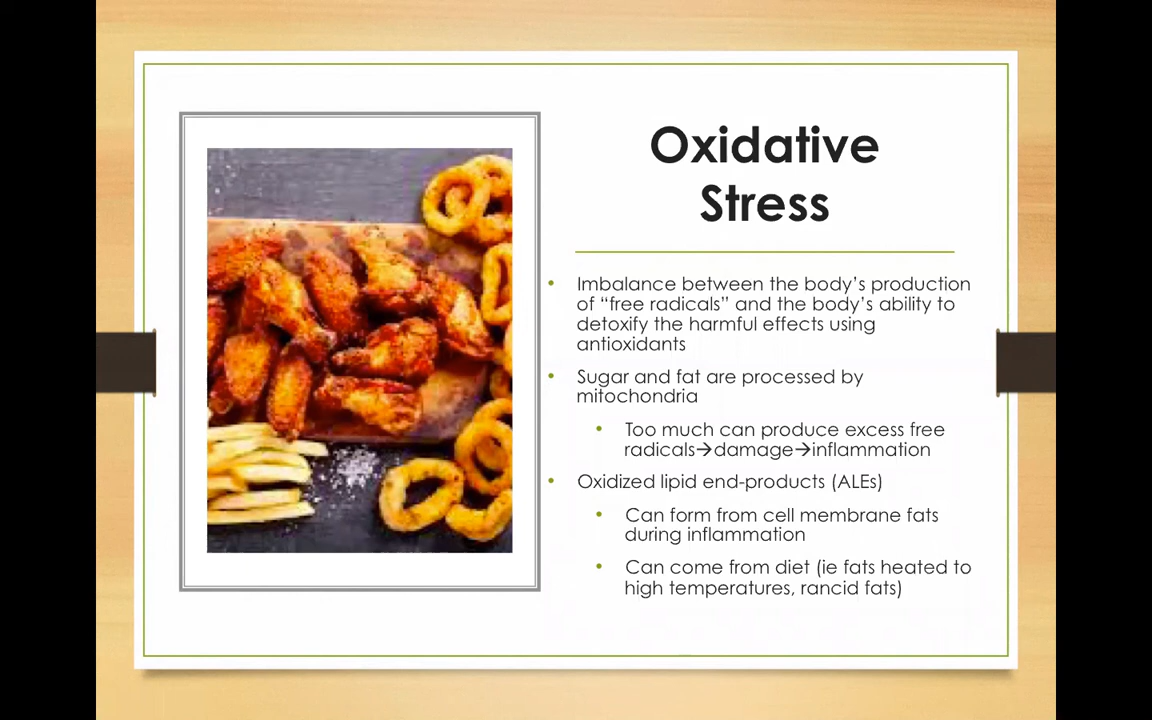 Oxidative
Stress
• Imbalance between the body’s production
of “free radicals” and the body’s ability to
detoxify the harmful effects using
antioxidants
• Sugar and fat are processed by
mitochondria
• Too much can produce excess free
radicals→damage→inflammation
• Oxidized lipid end-products (ALEs)
• Can form from cell membrane fats
during inflammation
• Can come from diet (ie fats heated to
high temperatures, rancid fats)